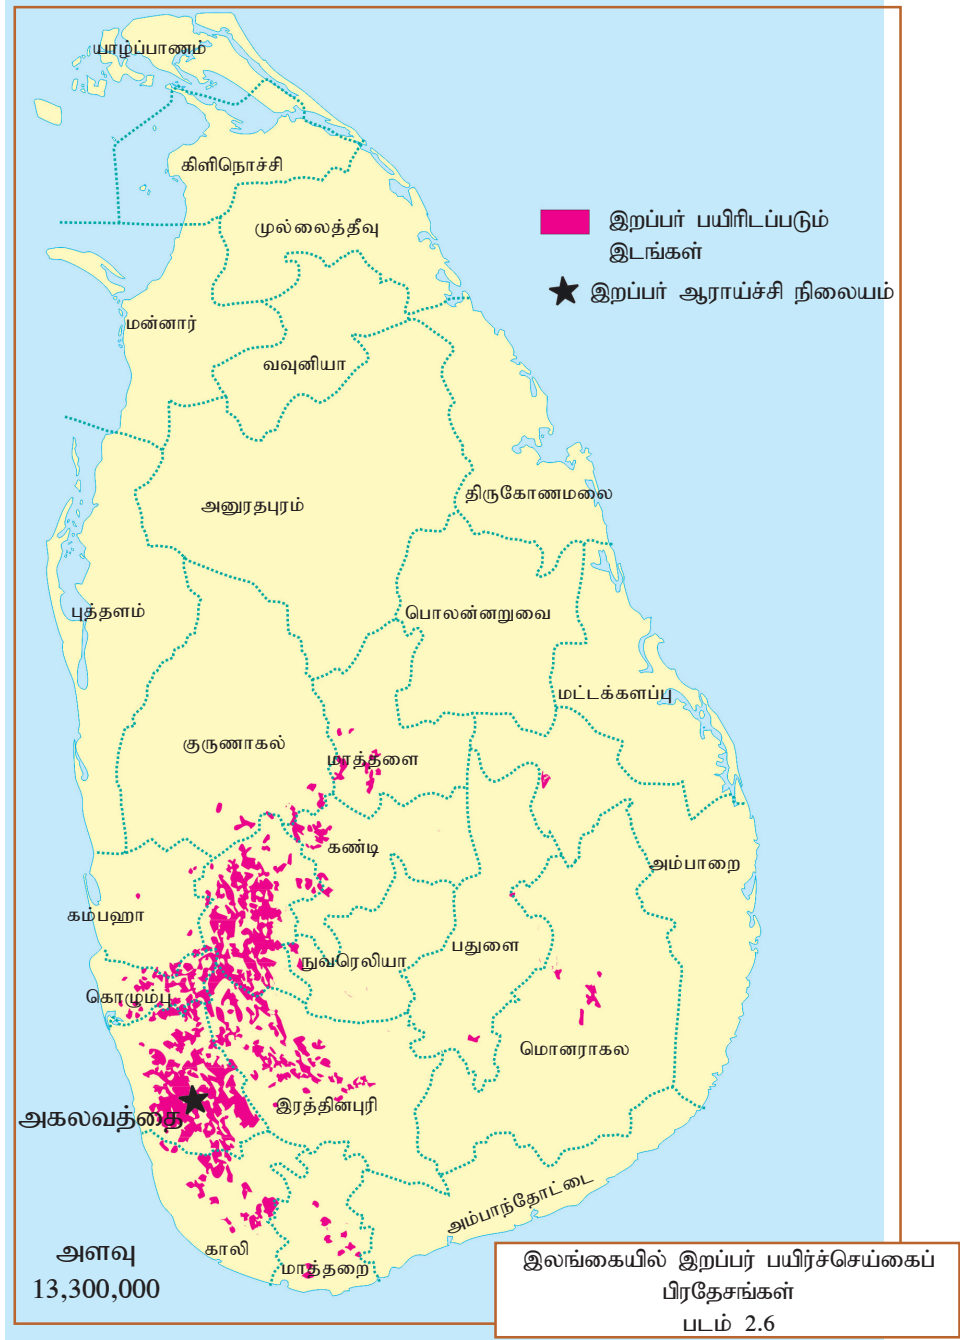 யாழ்ப்பாணம்
கிளிநொச்சி
முல்லைத்தீவு
இறப்பர் பயிரிடப்படும்
இடங்கள்
இறப்பர் ஆராய்ச்சி நிலையம்
மன்னார்
வவுனியா
திருகோணமலை
அனுரதபுரம்
புத்தளம்
பொலன்னறுவை
மட்டக்களப்பு
குருணாகல்
மாத்தளை
கண்டி
அம்பாறை
கம்பஹா
பதுளை
நுவரெலியா
கொழும்பு
மொனராகல
இரத்தினபுரி
அகலவத்தை
அம்பாந்தோட்டை
காலி
மாத்தறை
அளவு
13,300,000
இலங்கையில் இறப்பர் பயிர்ச்செய்கைப்
பிரதேசங்கள்
படம் 2.6